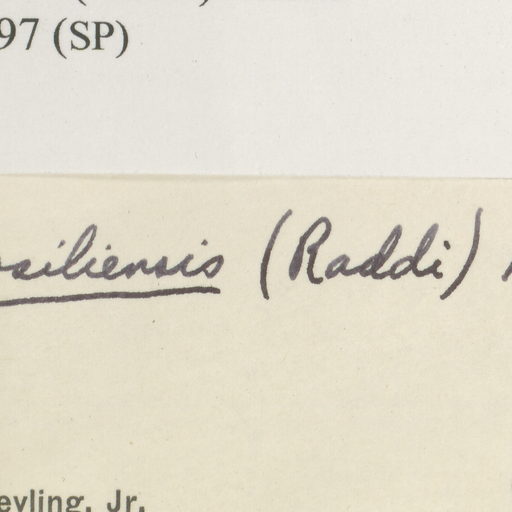 97 (SP)
siliensis (Raddi)
eyling, Jr.